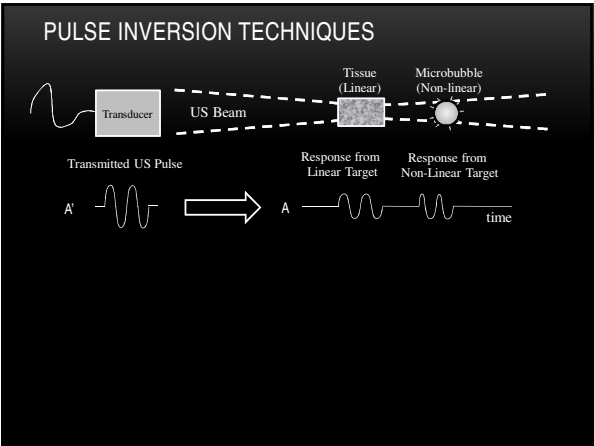 PULSE INVERSION TECHNIQUES
Tissue
(Linear)
Microbubble
(Non-linear)
Transducer
US Beam
Transmitted US Pulse
Response from
Linear Target
Response from
Non-Linear Target
A'
A
time